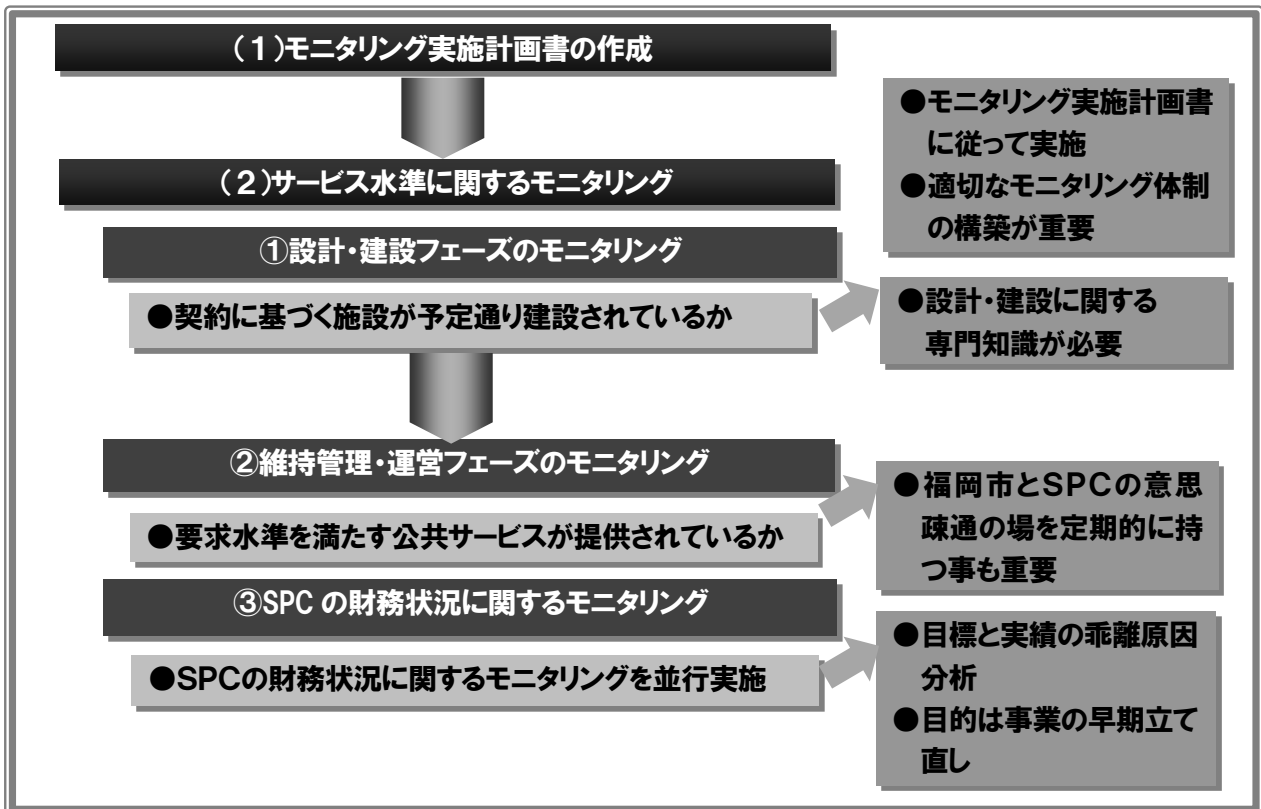 （１）モニタリング実施計画書の作成
●モニタリング実施計画書
に従って実施
●適切なモニタリング体制
の構築が重要
（２）サービス水準に関するモニタリング
①設計・建設フェーズのモニタリング
●契約に基づく施設が予定通り建設されているか
●設計・建設に関する
専門知識が必要
②維持管理・運営フェーズのモニタリング
●要求水準を満たす公共サービスが提供されているか
●福岡市とSPCの意思
疎通の場を定期的に持
つ事も重要
③SPC の財務状況に関するモニタリング
●SPCの財務状況に関するモニタリングを並行実施
●目標と実績の乖離原因
分析
●目的は事業の早期立て
直し